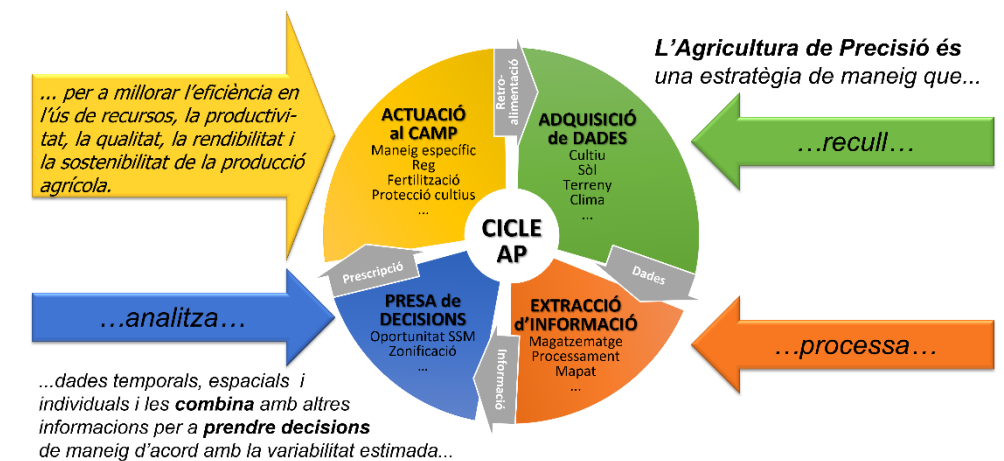 L’Agricultura de Precisió és
una estratègia de maneig que...
...recull...
ADQUISICIÓ
de DADES
Cultiu
Sòl
Terreny
Clima
...
Dades
...processa...
EXTRACCIÓ
d’INFORMACIÓ
Magatzematge
Processament
Mapat
...
Informació
...analitza...
...dades temporals, espacials i
individuals i les combina amb altres
informacions per a prendre decisions
de maneig d’acord amb la variabilitat estimada...
PRESA de
DECISIONS
Oportunitat SSM
Zonificació
...
Prescripció
... per a millorar l’eficiència en
l’ús de recursos, la productivi-
tat, la qualitat, la rendibilitat i
la sostenibilitat de la producció
agrícola.
ACTUACIÓ
al CAMP
Maneig específic
Reg
Fertilització
Protecció cultius
...
Retro-
alimentació
CICLE
AP